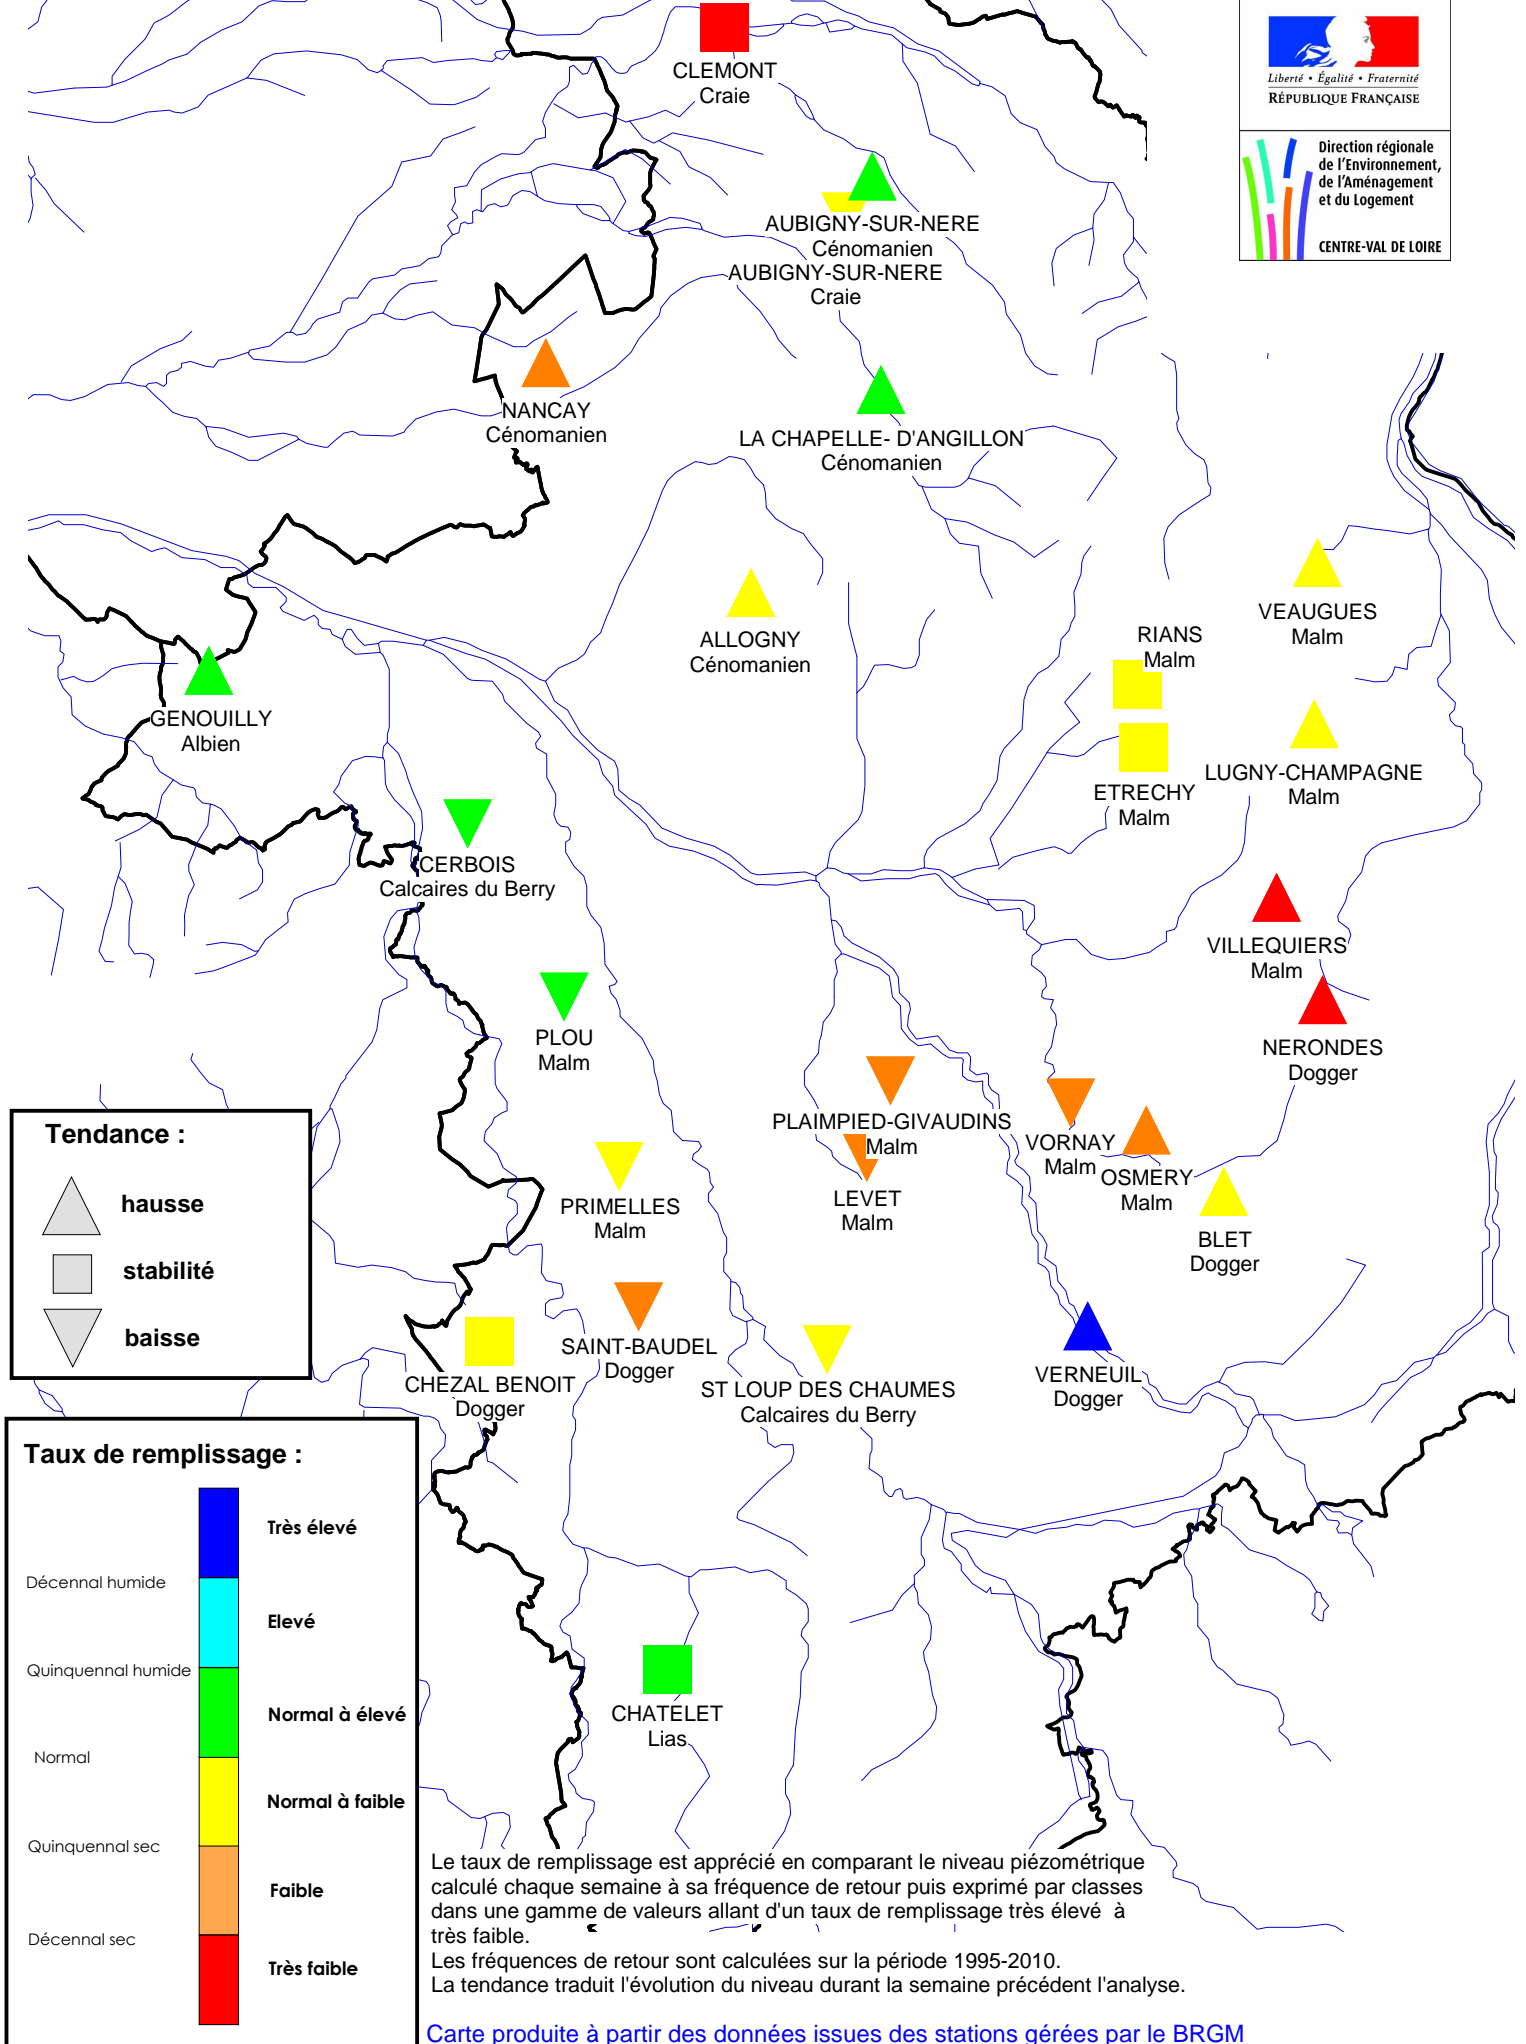 CLEMONT
Craie
Liberté • Égalité • Fraternité
RÉPUBLIQUE FRANÇAISE
Direction régionale
de l'Environnement,
de l'Aménagement
et du Logement
CENTRE-VAL DE LOIRE
AUBIGNY-SUR-NERE
Cénomanien
AUBIGNY-SUR-NERE
Craie
NANCAY
Cénomanien
LA CHAPELLE- D'ANGILLON
Cénomanien
VEAUGUES
Malm
RIANS
Malm
ALLOGNY
Cénomanien
GENOUILLY
Albien
LUGNY-CHAMPAGNE
Malm
ETRECHY
Malm
CERBOIS
Calcaires du Berry
VILLEQUIERS
Malm
PLOU
Malm
NERONDES
Dogger
PLAIMPIED-GIVAUDINS
Malm
VORNAY
Malm
OSMERY
Malm
LEVET
Malm
PRIMELLES
Malm
BLET
Dogger
Tendance :
hausse
stabilité
baisse
SAINT-BAUDEL
Dogger
CHEZAL BENOIT
Dogger
ST LOUP DES CHAUMES
Calcaires du Berry
VERNEUIL
Dogger
Taux de remplissage :
Très élevé
Décennal humide
Elevé
Quinquennal humide
Normal à élevé
Normal
Normal à faible
Quinquennal sec
Faible
Décennal sec
Très faible
CHATELET
Lias
Le taux de remplissage est apprécié en comparant le niveau piézométrique
calculé chaque semaine à sa fréquence de retour puis exprimé par classes
dans une gamme de valeurs allant d'un taux de remplissage très élevé à
très faible.
Les fréquences de retour sont calculées sur la période 1995-2010.
La tendance traduit l'évolution du niveau durant la semaine précédent l'analyse.
Carte produite à partir des données issues des stations gérées par le BRGM